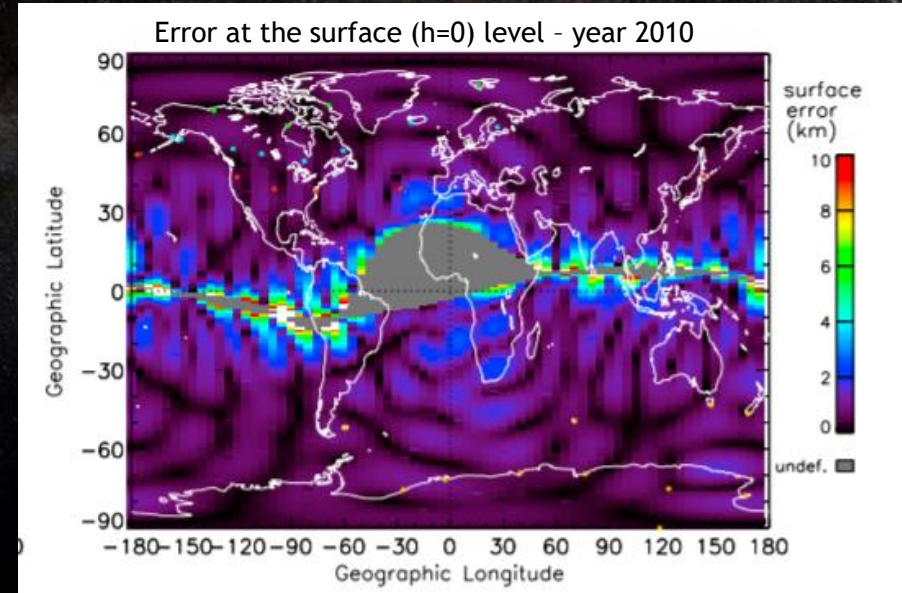 Error at the surface (h=0) level – year 2010
90
60
30
0
−30
−60
−90
Geographic Latitude
−180 −150 −120 −90 −60 −30 0 30 60 90 120 150 180
Geographic Longitude
surface
error
(km)
10
8
6
4
2
0
undef.